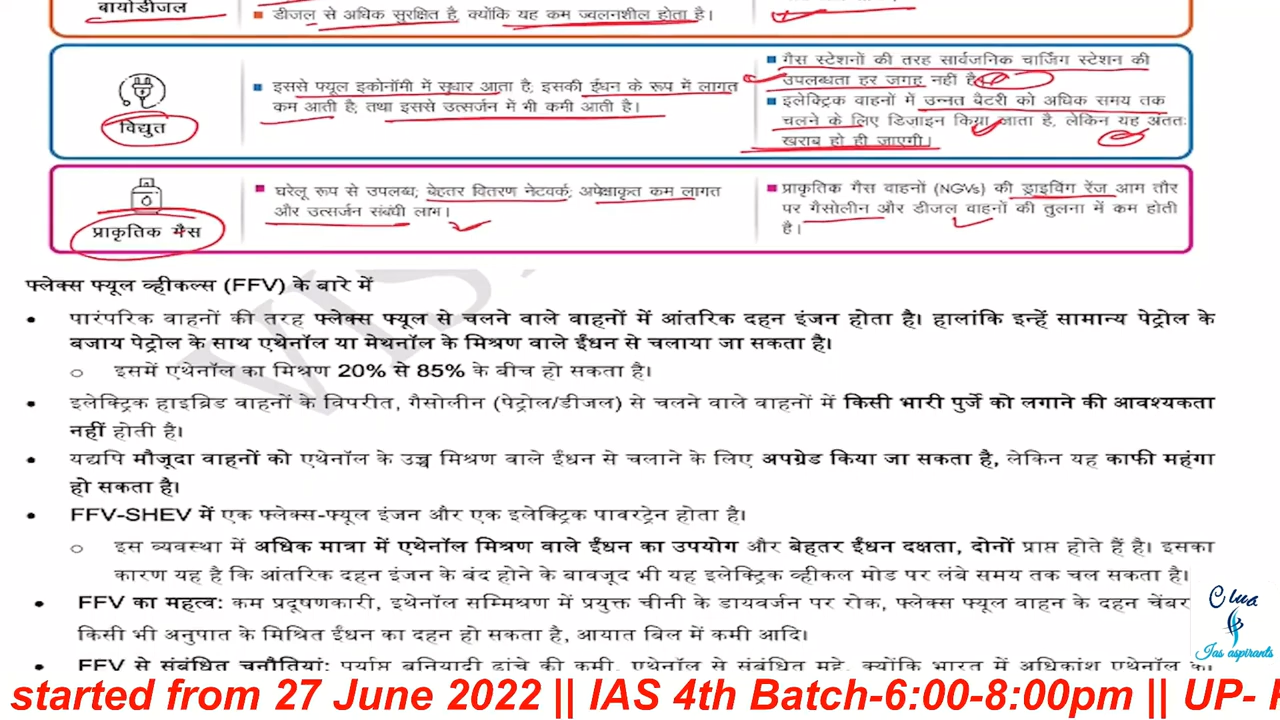 बायोडीजल
डीजल से अधिक सुरक्षित है, क्योंकि यह कम ज्वलनशील होता है।
विद्युत
इससे फ्यूल इकोनॉमी में सुधार आता है; इसकी ईंधन के रूप में लागत
कम आती है; तथा इससे उत्सर्जन में भी कमी आती है।
गैस स्टेशनों की तरह सार्वजनिक चार्जिंग स्टेशन की
उपलब्धता हर जगह नहीं है
इलेक्ट्रिक वाहनों में उन्नत बैटरी को अधिक समय तक
चलने के लिए डिज़ाइन किया जाता है, लेकिन यह अंततः
खराब हो ही जाएगी।
प्राकृतिक गैस
घरेलू रूप से उपलब्ध; बेहतर वितरण नेटवर्क; अपेक्षाकृत कम लागत
और उत्सर्जन संबंधी लाभ।
प्राकृतिक गैस वाहनों (NGVs) की ड्राइविंग रेंज आम तौर
पर गैसोलीन और डीजल वाहनों की तुलना में कम होती
है।
फ्लेक्स फ्यूल व्हीकल्स (FFV) के बारे में
• पारंपरिक वाहनों की तरह फ्लेक्स फ्यूल से चलने वाले वाहनों में आंतरिक दहन इंजन होता है। हालांकि इन्हें सामान्य पेट्रोल के
बजाय पेट्रोल के साथ एथेनॉल या मेथनॉल के मिश्रण वाले ईंधन से चलाया जा सकता है।
○ इसमें एथेनॉल का मिश्रण 20% से 85% के बीच हो सकता है।
• इलेक्ट्रिक हाइब्रिड वाहनों के विपरीत, गैसोलीन (पेट्रोल/डीजल) से चलने वाले वाहनों में किसी भारी पुर्जे को लगाने की आवश्यकता
नहीं होती है।
• यद्यपि मौजूदा वाहनों को एथेनॉल के उच्च मिश्रण वाले ईंधन से चलाने के लिए अपग्रेड किया जा सकता है, लेकिन यह काफी महंगा
हो सकता है।
• FFV-SHEV में एक फ्लेक्स-फ्यूल इंजन और एक इलेक्ट्रिक पावरट्रेन होता है।
○ इस व्यवस्था में अधिक मात्रा में एथेनॉल मिश्रण वाले ईंधन का उपयोग और बेहतर ईंधन दक्षता, दोनों प्राप्त होते हैं है। इसका
कारण यह है कि आंतरिक दहन इंजन के बंद होने के बावजूद भी यह इलेक्ट्रिक व्हीकल मोड पर लंबे समय तक चल सकता है।
• FFV का महत्व: कम प्रदूषणकारी, इथेनॉल सम्मिश्रण में प्रयुक्त चीनी के डायवर्जन पर रोक, फ्लेक्स फ्यूल वाहन के दहन चेंबर
किसी भी अनुपात के मिश्रित ईंधन का दहन हो सकता है, आयात बिल में कमी आदि।
• FFV से संबंधित चुनौतियां: पर्याप्त बुनियादी ढांचे की कमी, एथेनॉल से संबंधित मुद्दे, क्योंकि भारत में अधिकांश एथेनॉल
Clua
Ias aspirants
started from 27 June 2022 || IAS 4th Batch-6:00-8:00pm || UP-